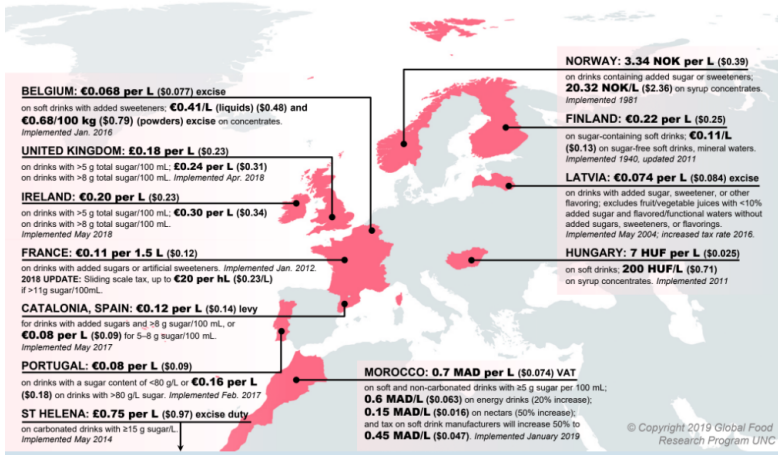 BELGIUM: €0.068 per L ($0.077) excise
on soft drinks with added sweeteners; €0.41/L (liquids) ($0.48) and
€0.68/100 kg ($0.79) (powders) excise on concentrates.
Implemented Jan. 2016
UNITED KINGDOM: £0.18 per L ($0.23)
on drinks with >5 g total sugar/100 mL; £0.24 per L ($0.31)
on drinks with >8 g total sugar/100 mL. Implemented Apr. 2018
IRELAND: €0.20 per L ($0.23)
on drinks with >5 g total sugar/100 mL; €0.30 per L ($0.34)
on drinks with >8 g total sugar/100mL.
Implemented May 2018
FRANCE: €0.11 per 1.5 L ($0.12)
on drinks with added sugars or artificial sweeteners. Implemented Jan. 2012.
2018 UPDATE: Sliding scale tax, up to €20 per hL ($0.23/L)
if >11g sugar/100mL.
CATALONIA, SPAIN: €0.12 per L ($0.14) levy
for drinks with added sugars and ≥8 g sugar/100 mL, or
€0.08 per L ($0.09) for 5–8 g sugar/100 mL.
Implemented May 2017
PORTUGAL: €0.08 per L ($0.09)
on drinks with a sugar content of <80 g/L or €0.16 per L
($0.18) on drinks with >80 g/L sugar. Implemented Feb. 2017
ST HELENA: £0.75 per L ($0.97) excise duty
on carbonated drinks with ≥15 g sugar/L.
Implemented May 2014
NORWAY: 3.34 NOK per L ($0.39)
on drinks containing added sugar or sweeteners;
20.32 NOK/L ($2.36) on syrup concentrates.
Implemented 1981
FINLAND: €0.22 per L ($0.25)
on sugar-containing soft drinks; €0.11/L
($0.13) on sugar-free soft drinks, mineral waters.
Implemented 1940, updated 2011
LATVIA: €0.074 per L ($0.084) excise
on drinks with added sugar, sweetener, or other
flavoring; excludes fruit/vegetable juices with <10%
added sugar and flavored/functional waters without
added sugars, sweeteners, or flavorings.
Implemented May 2004; increased tax rate 2016.
HUNGARY: 7 HUF per L ($0.025)
on soft drinks; 200 HUF/L ($0.71)
on syrup concentrates. Implemented 2011
MOROCCO: 0.7 MAD per L ($0.074) VAT
on soft and non-carbonated drinks with ≥5 g sugar per 100 mL;
0.6 MAD/L ($0.063) on energy drinks (20% increase);
0.15 MAD/L ($0.016) on nectars (50% increase);
and tax on soft drink manufacturers will increase 50% to
0.45 MAD/L ($0.047). Implemented January 2019
© Copyright 2019 Global Food
Research Program UNC